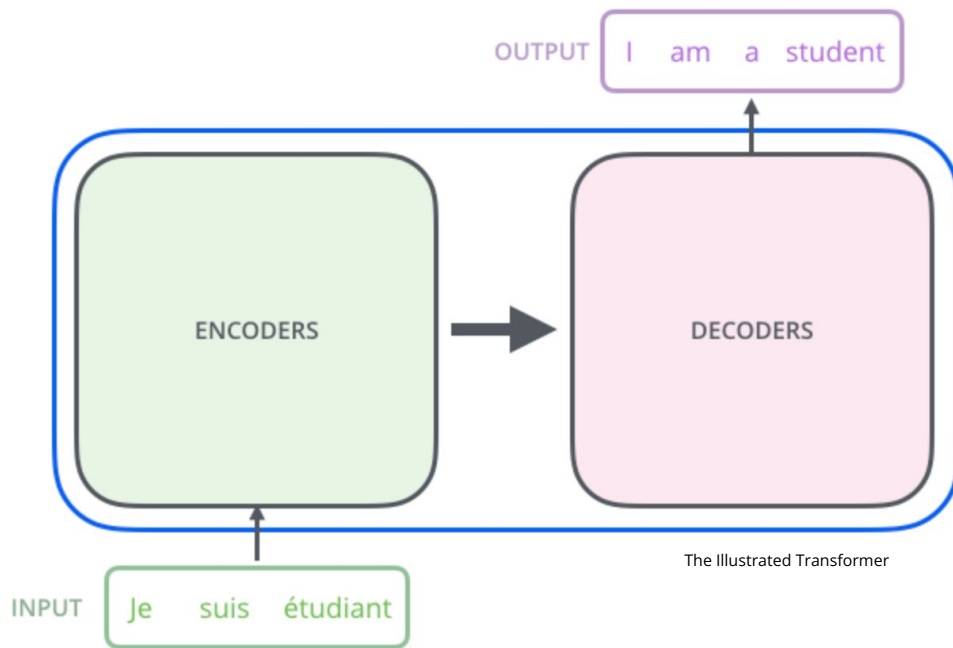 OUTPUT I am a student
ENCODERS
DECODERS
The Illustrated Transformer
INPUT Je suis étudiant